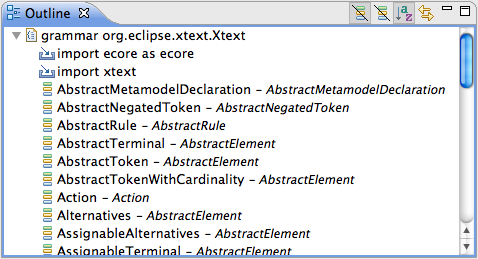 Outline
grammar org.eclipse.xtext.Xtext
import ecore as ecore
import xtext
AbstractMetamodelDeclaration – AbstractMetamodelDeclaration
AbstractNegatedToken – AbstractNegatedToken
AbstractRule – AbstractRule
AbstractTerminal – AbstractElement
AbstractToken – AbstractElement
AbstractTokenWithCardinality – AbstractElement
Action – Action
Alternatives – AbstractElement
AssignableAlternatives – AbstractElement
AssignableTerminal – AbstractElement